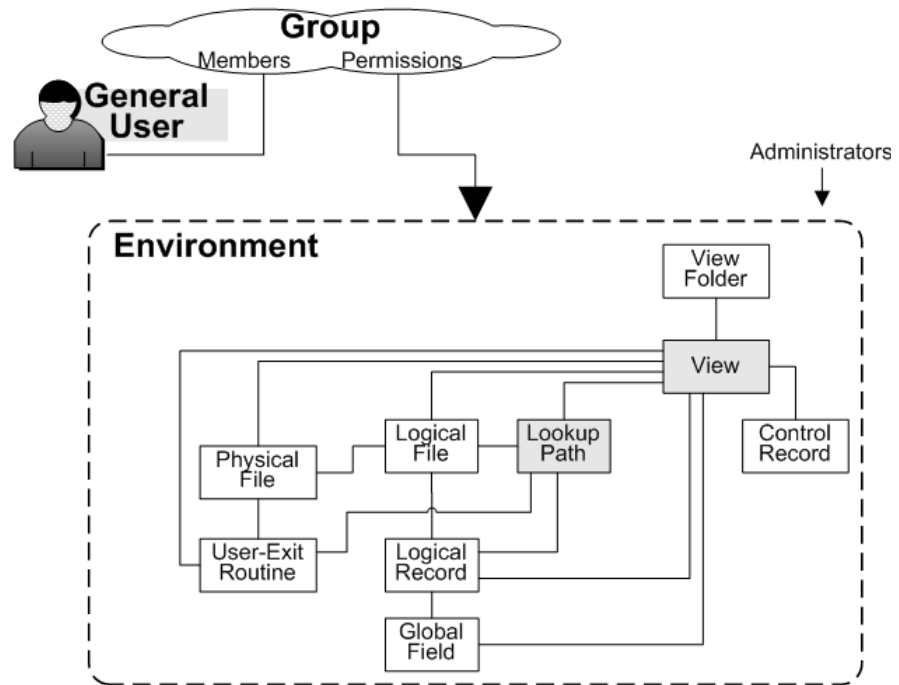 Group
Members Permissions
General
User
Administrators
Environment
View
Folder
View
Logical
File
Lookup
Path
Control
Record
Physical
File
User-Exit
Routine
Logical
Record
Global
Field